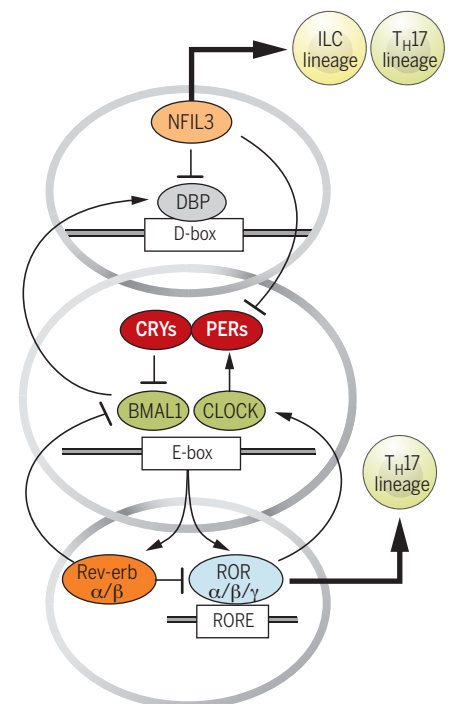 ILC
lineage
TH17
lineage
NFIL3
DBP
D-box
CRYs
PERs
BMAL1
CLOCK
E-box
TH17
lineage
Rev-erb
α/β
ROR
α/β/γ
RORE